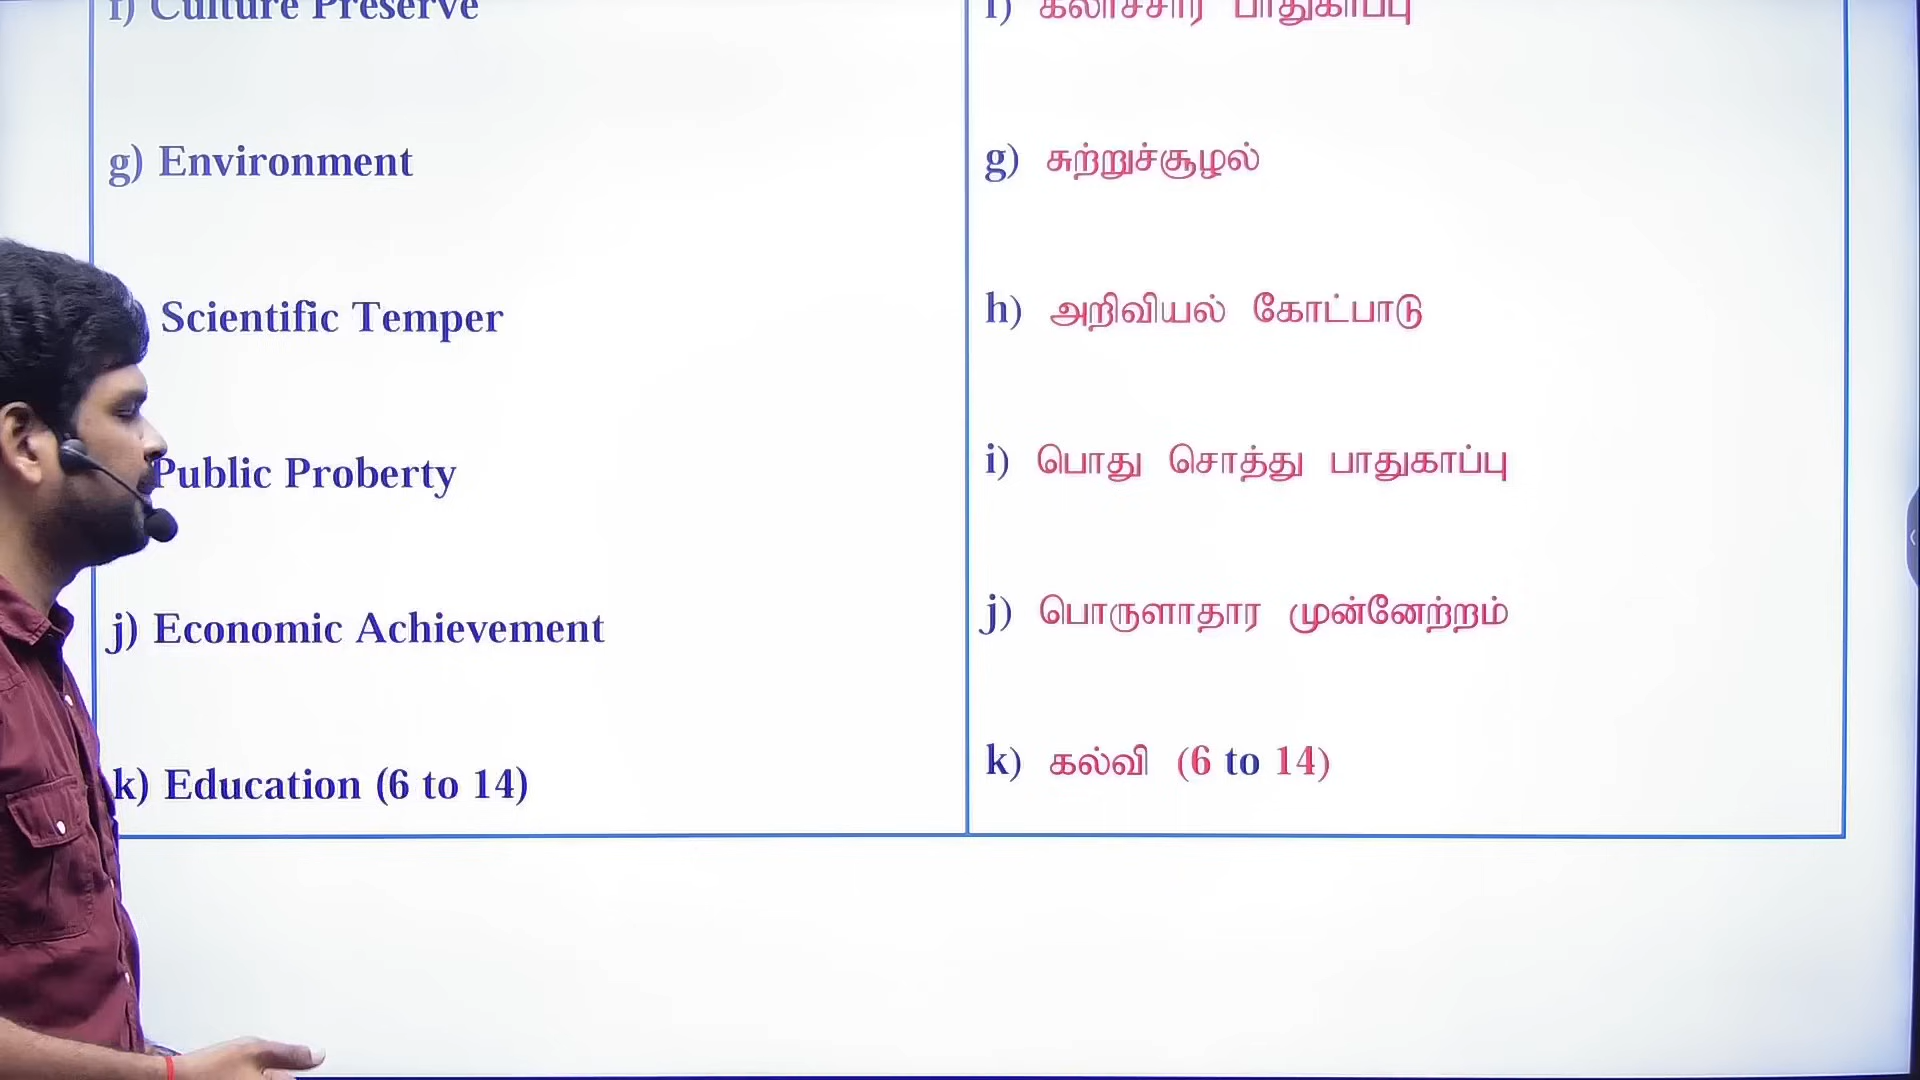 f) Culture Preserve
g) Environment
Scientific Temper
Public Proberty
j) Economic Achievement
k) Education (6 to 14)
f) கலாச்சார பாதுகாப்பு
g) சுற்றுச்சூழல்
h) அறிவியல் கோட்பாடு
i) பொது சொத்து பாதுகாப்பு
j) பொருளாதார முன்னேற்றம்
k) கல்வி (6 to 14)